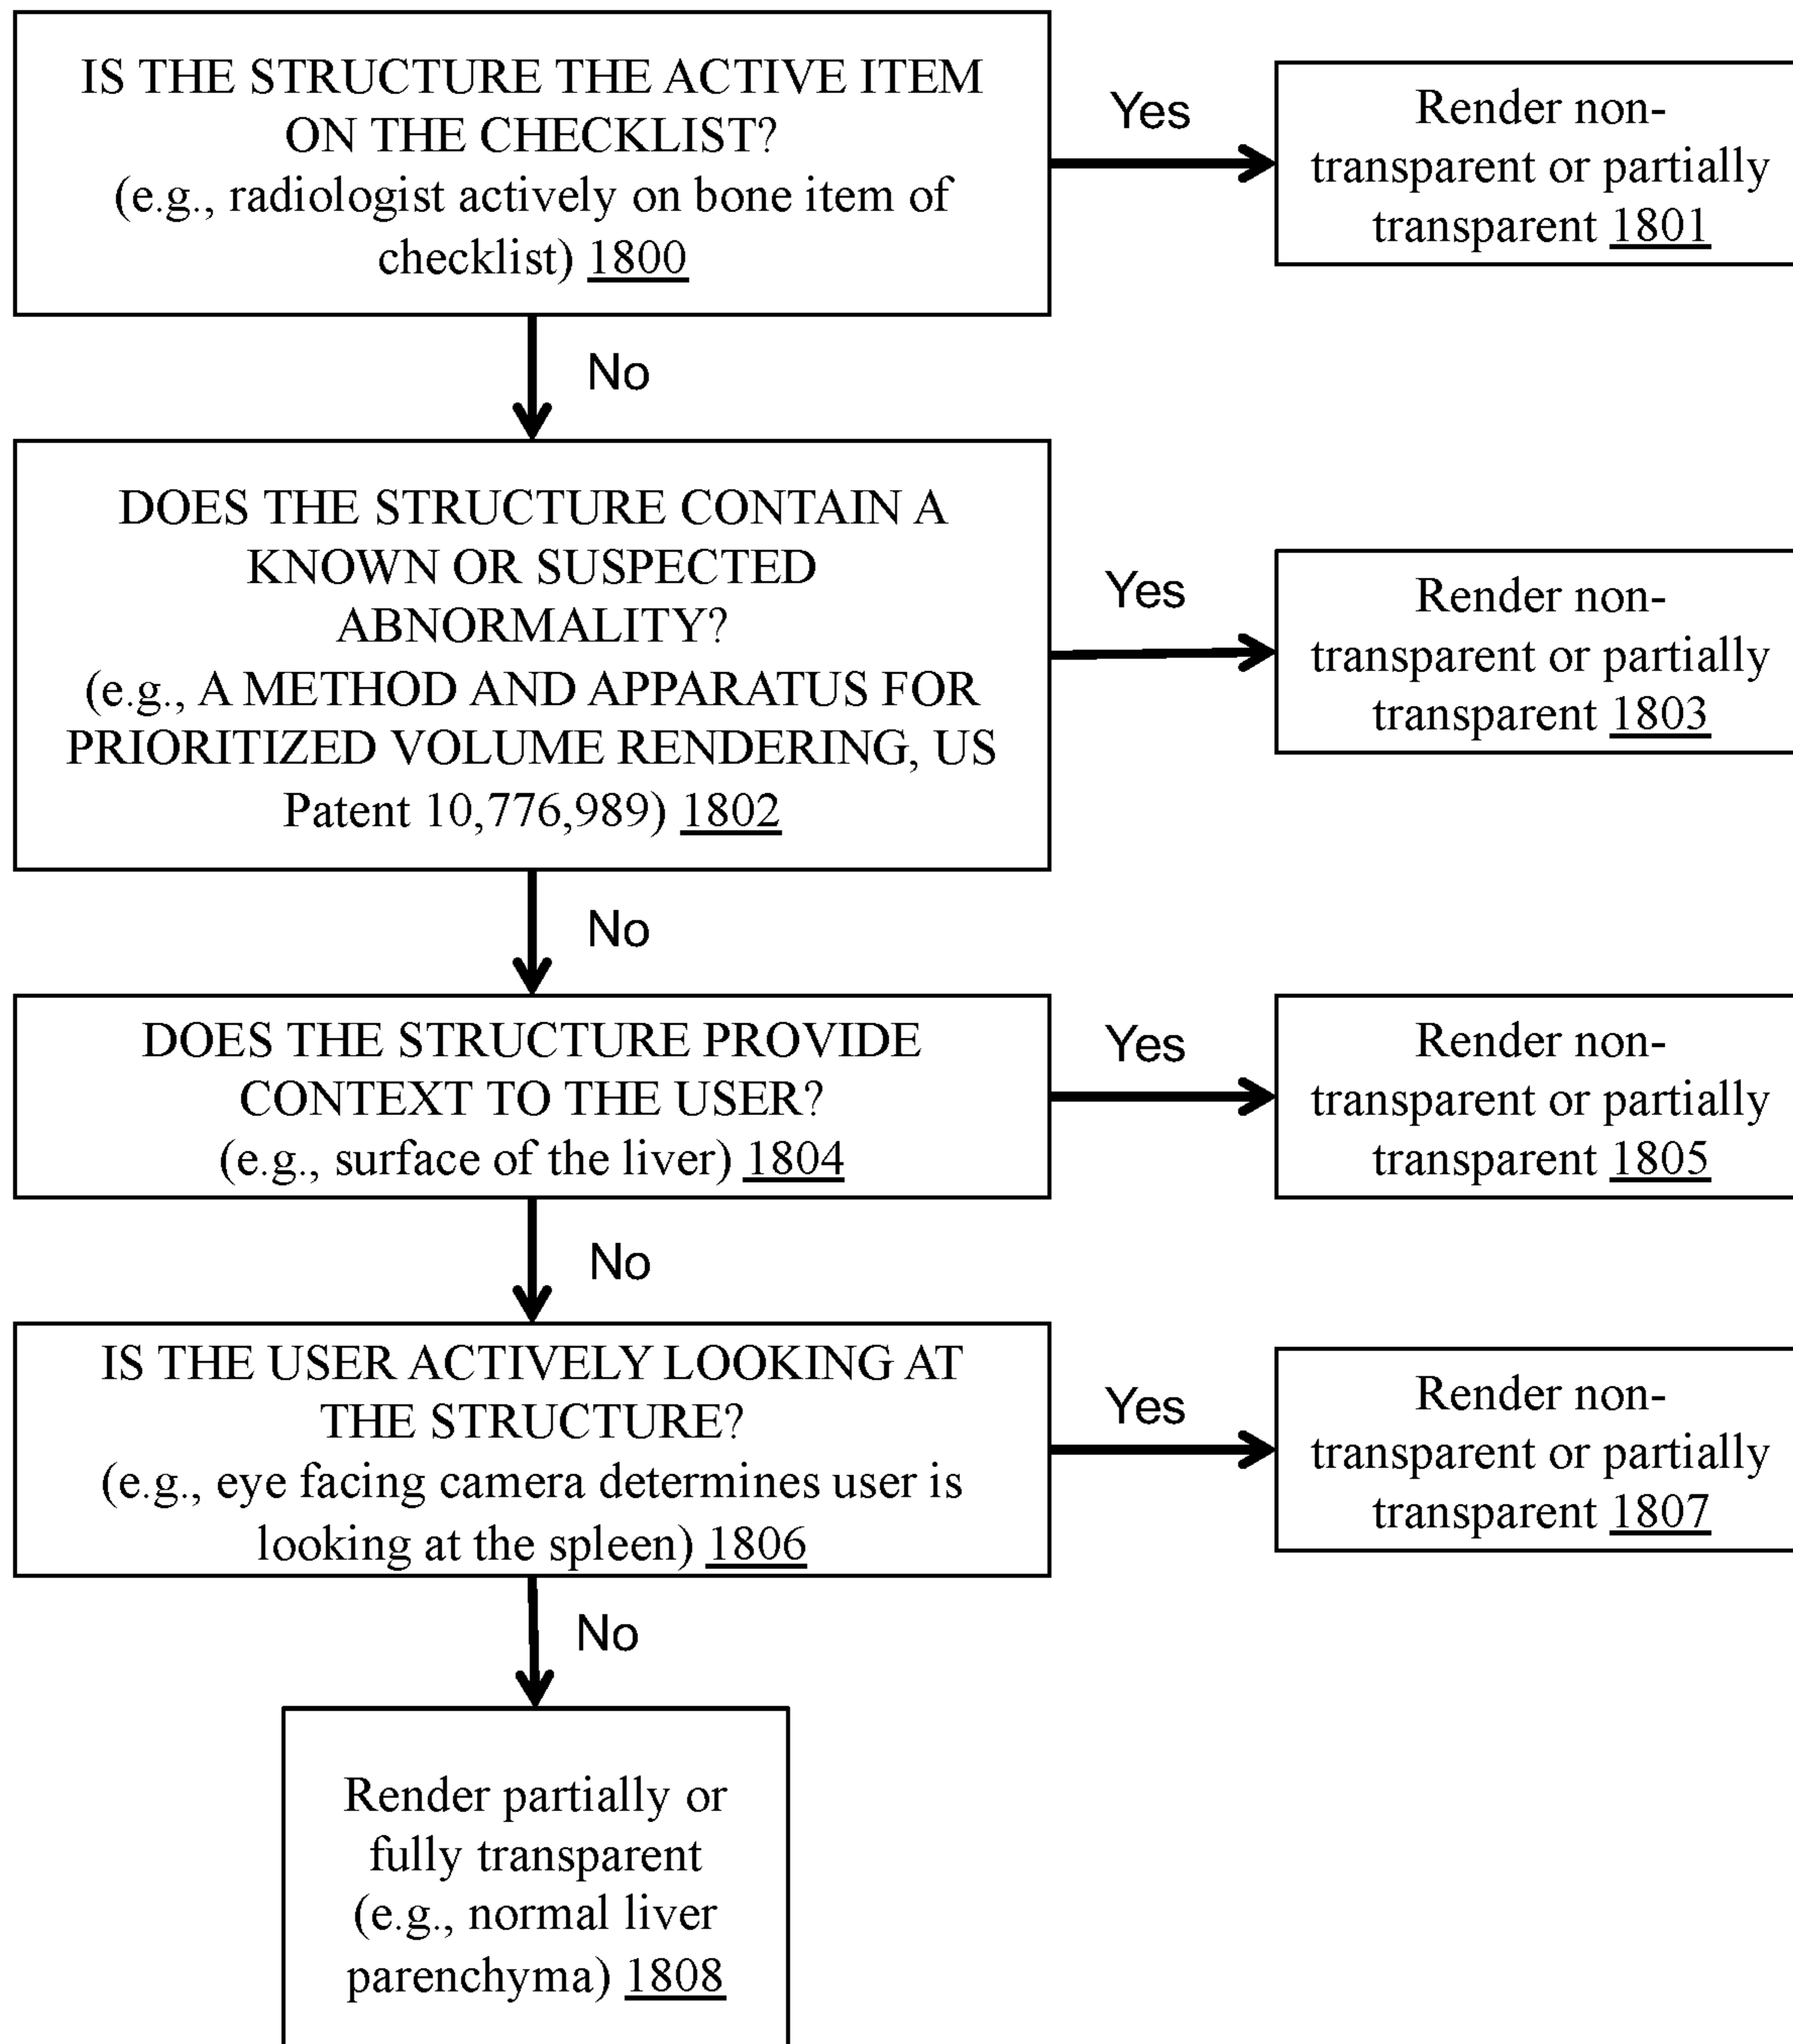 IS THE STRUCTURE THE ACTIVE ITEM
ON THE CHECKLIST?
(e.g., radiologist actively on bone item of
checklist) 1800
Yes
Render non-
transparent or partially
transparent 1801
No
DOES THE STRUCTURE CONTAIN A
KNOWN OR SUSPECTED
ABNORMALITY?
(e.g., A METHOD AND APPARATUS FOR
PRIORITIZED VOLUME RENDERING, US
Patent 10,776,989) 1802
Yes
Render non-
transparent or partially
transparent 1803
No
DOES THE STRUCTURE PROVIDE
CONTEXT TO THE USER?
(e.g., surface of the liver) 1804
Yes
Render non-
transparent or partially
transparent 1805
No
IS THE USER ACTIVELY LOOKING AT
THE STRUCTURE?
(e.g., eye facing camera determines user is
looking at the spleen) 1806
Yes
Render non-
transparent or partially
transparent 1807
No
Render partially or
fully transparent
(e.g., normal liver
parenchyma) 1808